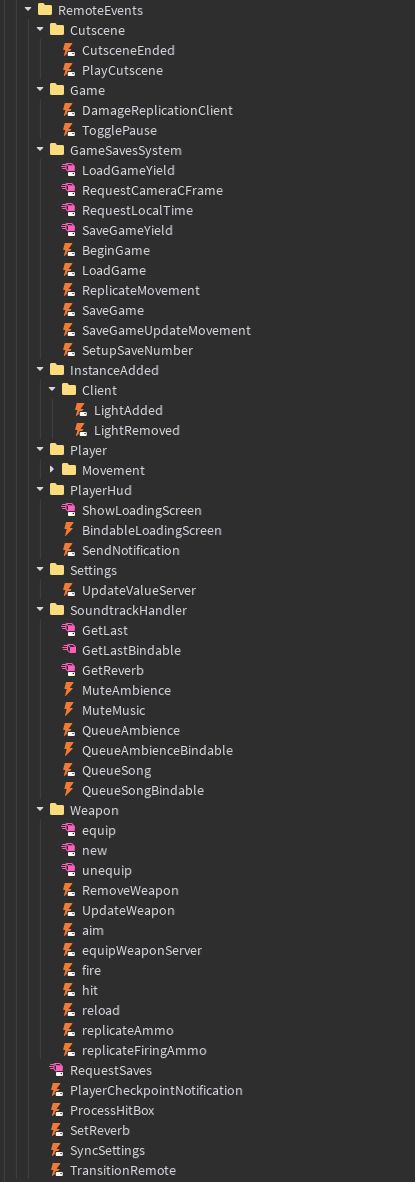 RemoteEvents
Cutscene
CutsceneEnded
PlayCutscene
Game
DamageReplicationClient
TogglePause
GameSavesSystem
LoadGameYield
RequestCameraCFrame
RequestLocalTime
SaveGameYield
BeginGame
LoadGame
ReplicateMovement
SaveGame
SaveGameUpdateMovement
SetupSaveNumber
InstanceAdded
Client
LightAdded
LightRemoved
Player
Movement
PlayerHud
ShowLoadingScreen
BindableLoadingScreen
SendNotification
Settings
UpdateValueServer
SoundtrackHandler
GetLast
GetLastBindable
GetReverb
MuteAmbience
MuteMusic
QueueAmbience
QueueAmbienceBindable
QueueSong
QueueSongBindable
Weapon
equip
new
unequip
RemoveWeapon
UpdateWeapon
aim
equipWeaponServer
fire
hit
reload
replicateAmmo
replicateFiringAmmo
RequestSaves
PlayerCheckpointNotification
ProcessHitBox
SetReverb
SyncSettings
TransitionRemote